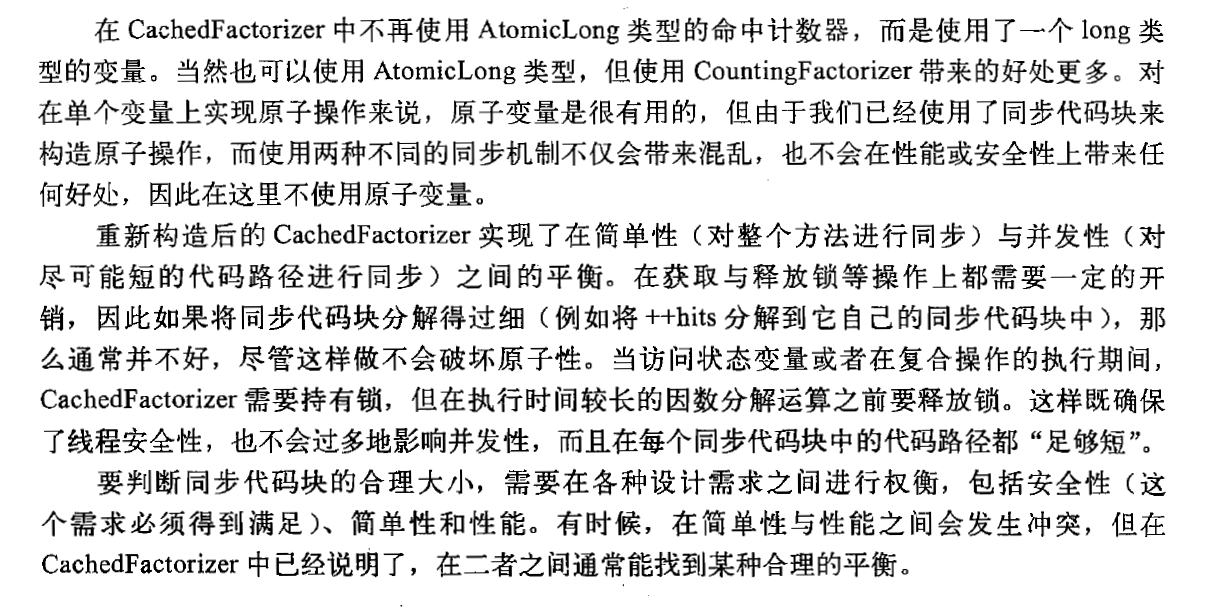 在 CachedFactorizer 中不再使用 AtomicLong 类型的命中计数器，而是使用了一个 long 类
型的变量。当然也可以使用 AtomicLong 类型，但使用 CountingFactorizer 带来的好处更多。对
在单个变量上实现原子操作来说，原子变量是很有用的，但由于我们已经使用了同步代码块来
构造原子操作，而使用两种不同的同步机制不仅会带来混乱，也不会在性能或安全性上带来任
何好处，因此在这里不使用原子变量。
重新构造后的 CachedFactorizer 实现了在简单性（对整个方法进行同步）与并发性（对
尽可能短的代码路径进行同步）之间的平衡。在获取与释放锁等操作上都需要一定的开
销，因此如果将同步代码块分解得过细（例如将 ++hits 分解到它自己的同步代码块中），那
么通常并不好，尽管这样做不会破坏原子性。当访问状态变量或者在复合操作的执行期间，
CachedFactorizer 需要持有锁，但在执行时间较长的因数分解运算之前要释放锁。这样既确保
了线程安全性，也不会过多地影响并发性，而且在每个同步代码块中的代码路径都“足够短”。
要判断同步代码块的合理大小，需要在各种设计需求之间进行权衡，包括安全性（这
个需求必须得到满足）、简单性和性能。有时候，在简单性与性能之间会发生冲突，但在
CachedFactorizer 中已经说明了，在二者之间通常能找到某种合理的平衡。